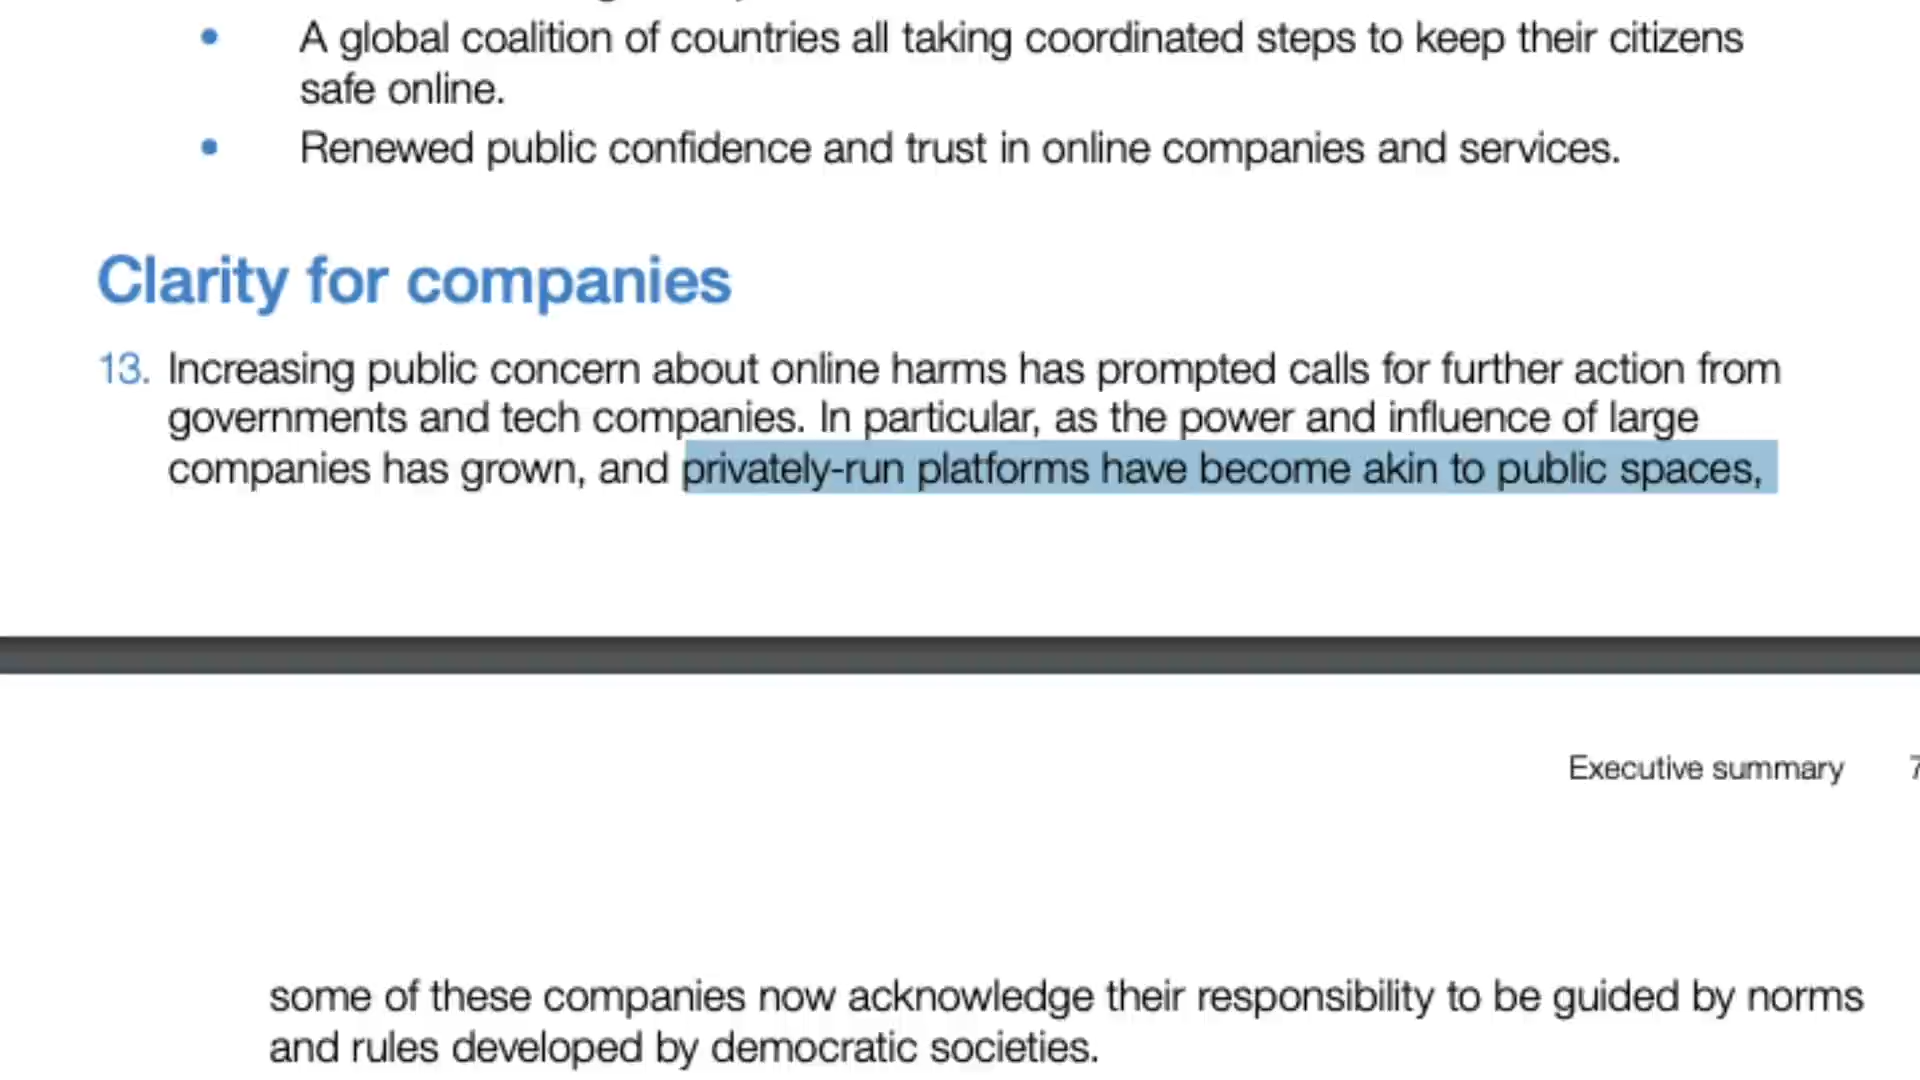 • A global coalition of countries all taking coordinated steps to keep their citizens
safe online.
• Renewed public confidence and trust in online companies and services.
Clarity for companies
13. Increasing public concern about online harms has prompted calls for further action from
governments and tech companies. In particular, as the power and influence of large
companies has grown, and privately-run platforms have become akin to public spaces,
Executive summary 7
some of these companies now acknowledge their responsibility to be guided by norms
and rules developed by democratic societies.